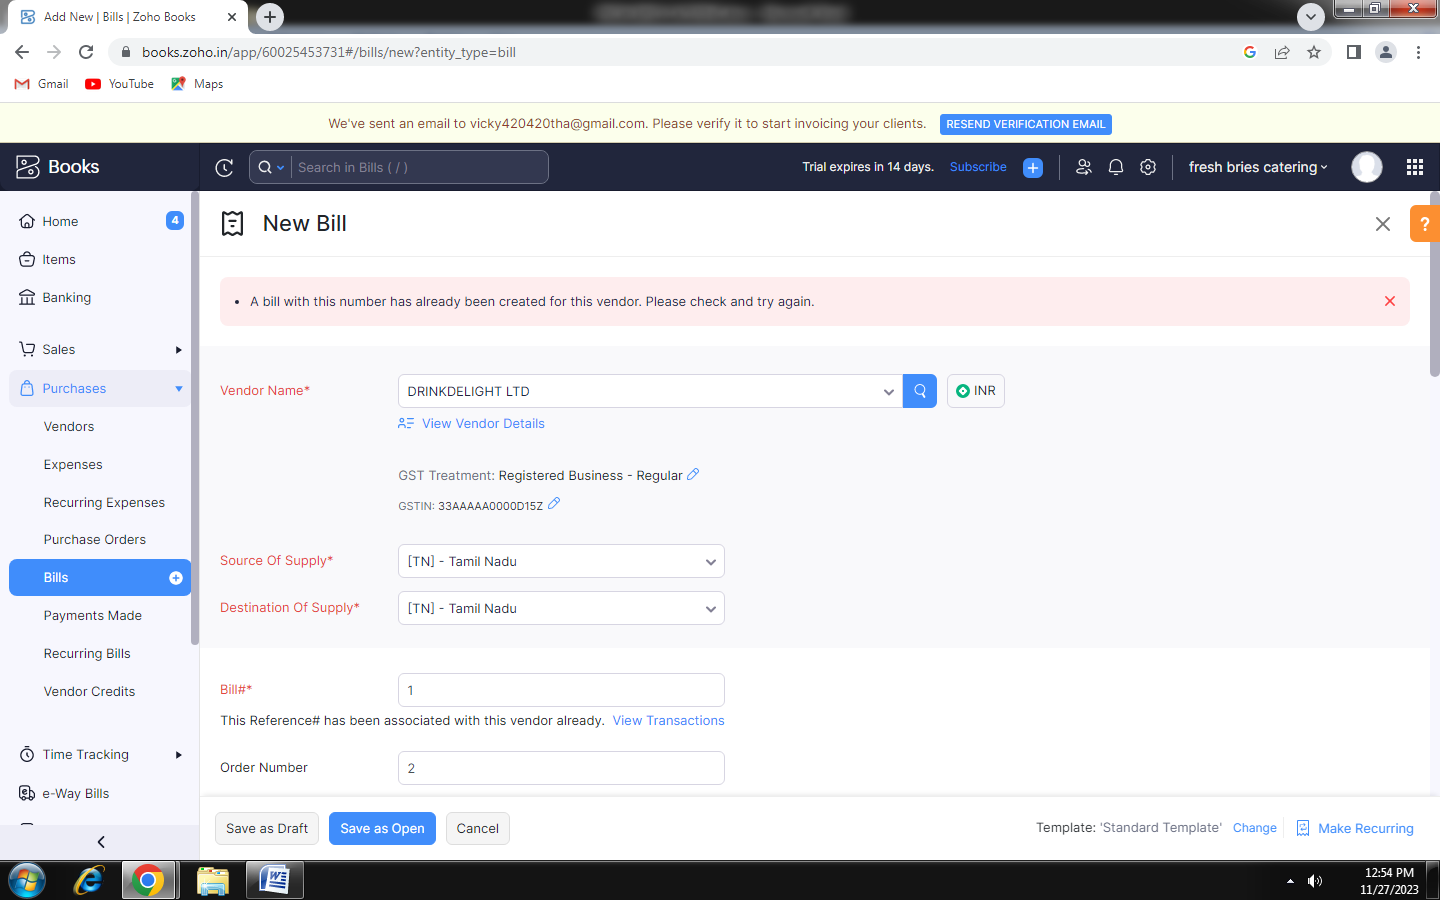 Add New | Bills | Zoho Books
books.zoho.in/app/60025453731#/bills/new?entity_type=bill
Gmail
YouTube
Maps
We've sent an email to vicky420420tha@gmail.com. Please verify it to start invoicing your clients.
RESEND VERIFICATION EMAIL
Books
Search in Bills ( / )
Trial expires in 14 days.
Subscribe
fresh bries catering
Home
4
Items
Banking
Sales
Purchases
Vendors
Expenses
Recurring Expenses
Purchase Orders
Bills
Payments Made
Recurring Bills
Vendor Credits
Time Tracking
e-Way Bills
New Bill
?
A bill with this number has already been created for this vendor. Please check and try again.
Vendor Name*
DRINKDELIGHT LTD
INR
View Vendor Details
GST Treatment: Registered Business - Regular
GSTIN: 33AAAAA0000D15Z
Source Of Supply*
[TN] - Tamil Nadu
Destination Of Supply*
[TN] - Tamil Nadu
Bill#*
1
This Reference# has been associated with this vendor already. View Transactions
Order Number
2
Save as Draft
Save as Open
Cancel
Template: 'Standard Template'
Change
Make Recurring
12:54 PM
11/27/2023